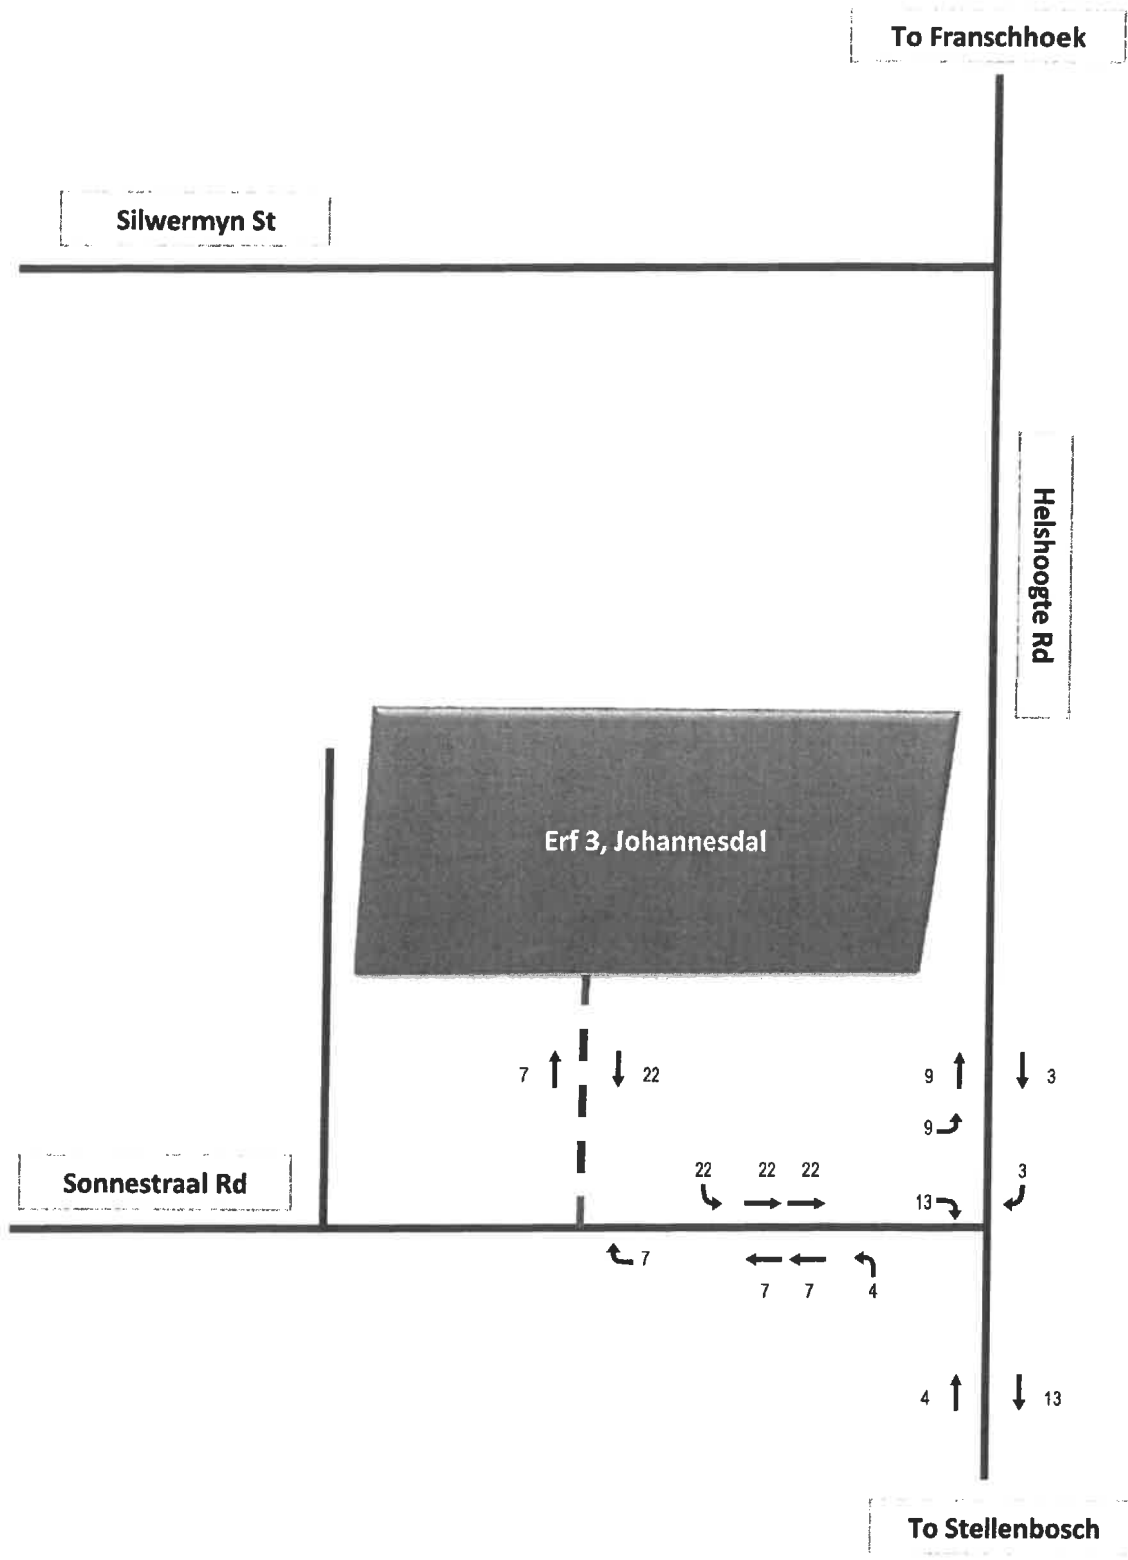 To Franschhoek
Silwermyn St
Helshoogte Rd
Erf 3, Johannesdal
7 22 9 3
9
Sonnestraal Rd
22 22 22 13 3
7 7 7 4
4 13
To Stellenbosch